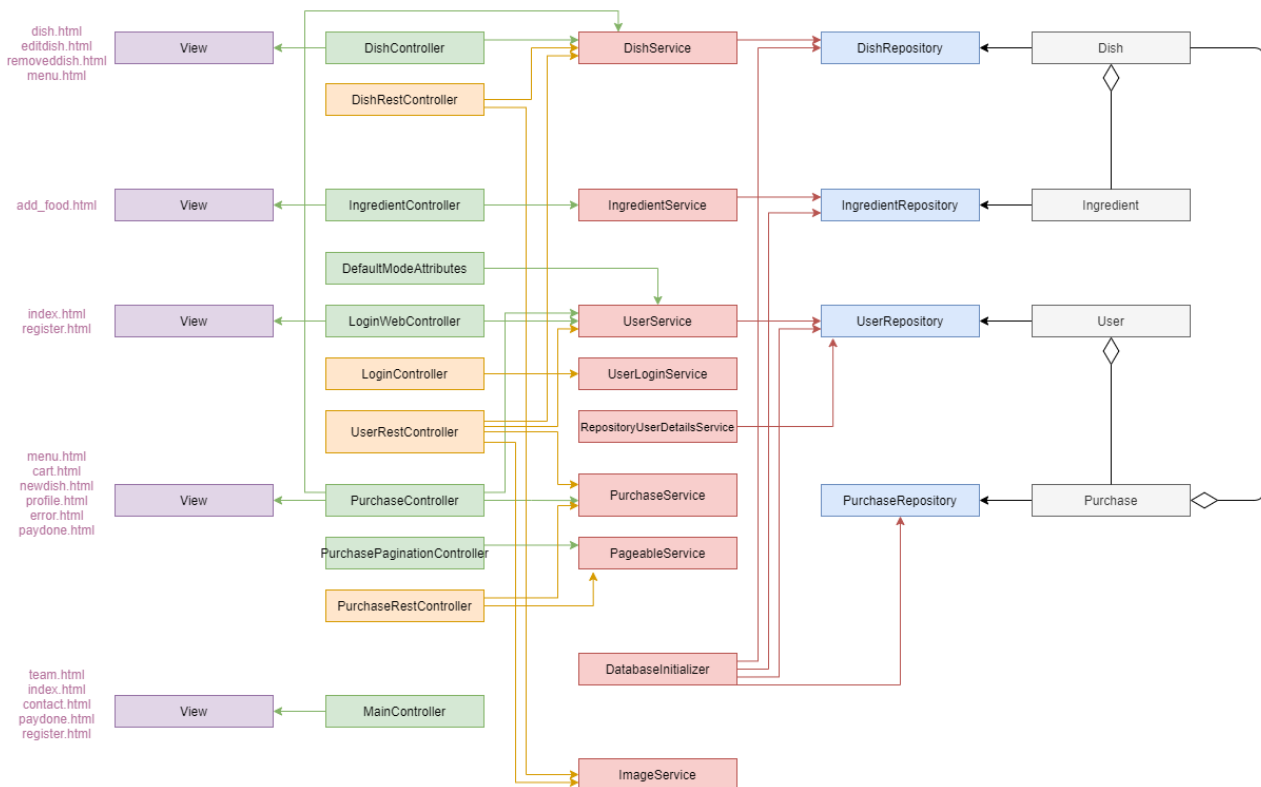 dish.html
editdish.html
removeddish.html
menu.html
View
DishController
DishService
DishRepository
Dish
DishRestController
add_food.html
View
IngredientController
IngredientService
IngredientRepository
Ingredient
DefaultModeAttributes
index.html
register.html
View
LoginWebController
UserService
UserRepository
User
LoginController
UserLoginService
UserRestController
RepositoryUserDetailsService
menu.html
cart.html
newdish.html
profile.html
error.html
paydone.html
View
PurchaseController
PurchaseService
PurchaseRepository
Purchase
PurchasePaginationController
PageableService
PurchaseRestController
DatabaseInitializer
team.html
index.html
contact.html
paydone.html
register.html
View
MainController
ImageService